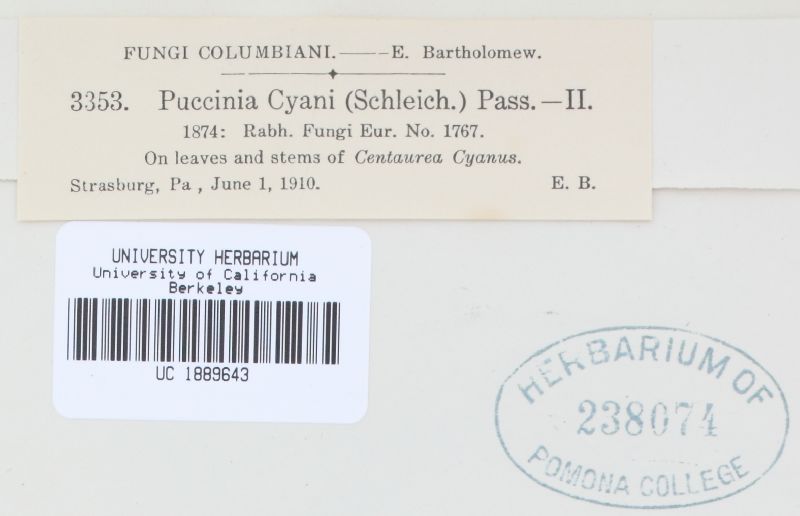 FUNGI COLUMBIANI.——E. Bartholomew.
3353. Puccinia Cyani (Schleich.) Pass.—II.
1874: Rabh. Fungi Eur. No. 1767.
On leaves and stems of Centaurea Cyanus.
Strasburg, Pa , June 1, 1910. E. B.
UNIVERSITY HERBARIUM
University of California
Berkeley
UC 1889643
HERBARIUM OF
238074
POMONA COLLEGE